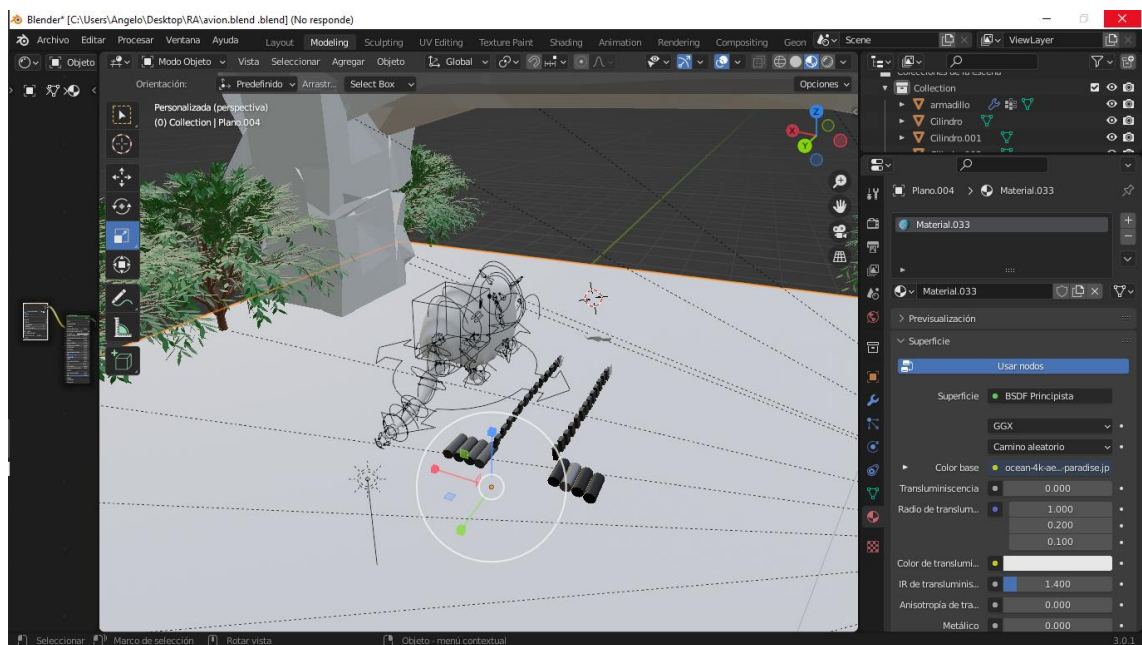 Blender* [C:\Users\Angelo\Desktop\RA\avion.blend .blend] (No responde)
Archivo Editar Procesar Ventana Ayuda Layout Modeling Sculpting UV Editing Texture Paint Shading Animation Rendering Compositing Geon Scene ViewLayer
Objeto Modo Objeto Vista Seleccionar Agregar Objeto Global
Orientación: Predefinido Arrastr... Select Box Opciones
Personalizada (perspectiva)
(0) Collection | Plano.004
X
Y
Z
Colecciones de la escena
Collection
armadillo
Cilindro
Cilindro.001
Plano.004 > Material.033
Material.033
Material.033
Previsualización
Superficie
Usar nodos
Superficie BSDF Principista
GGX
Camino aleatorio
Color base ocean-4k-ae...-paradise.jp
Transluminiscencia 0.000
Radio de translum... 1.000
0.200
0.100
Color de translumi...
IR de transluminis... 1.400
Anisotropía de tra... 0.000
Metálico 0.000
Seleccionar Marco de selección Rotar vista Objeto - menú contextual 3.0.1